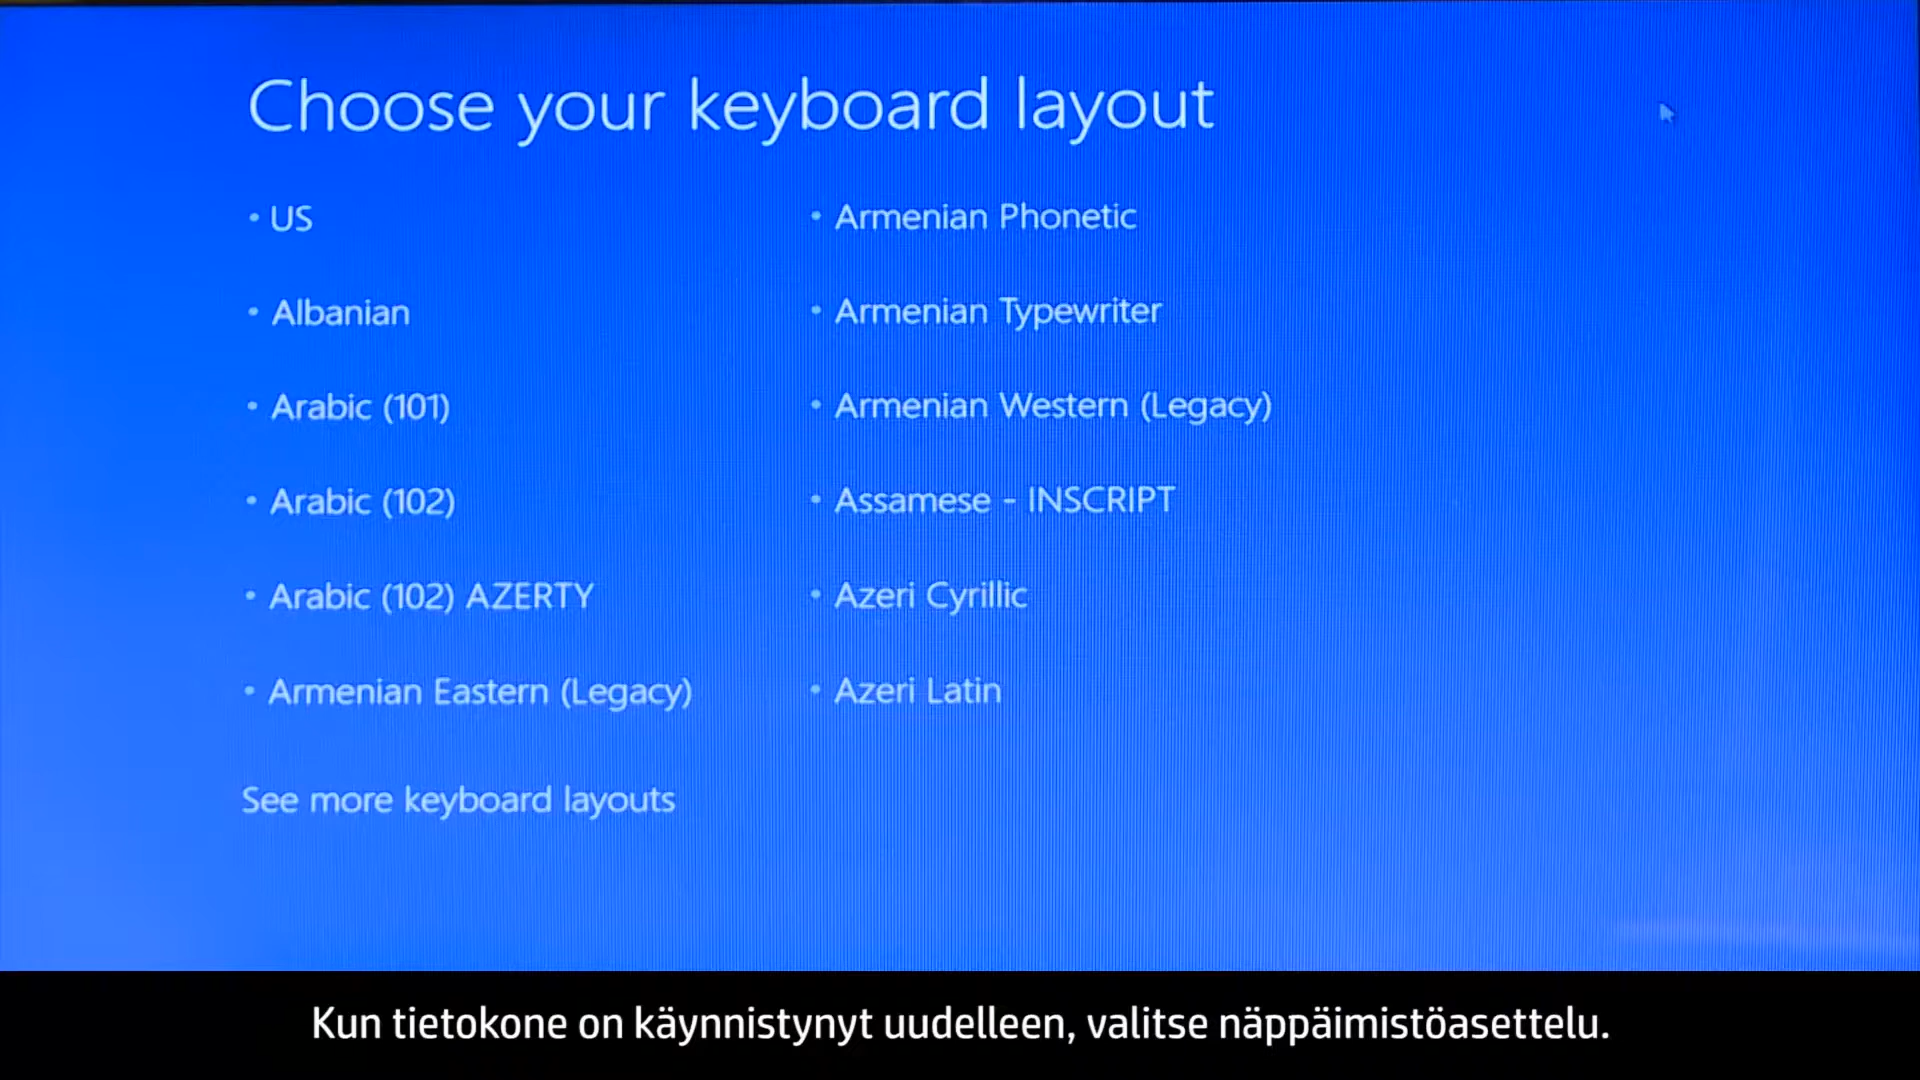 Choose your keyboard layout
• US
• Albanian
• Arabic (101)
• Arabic (102)
• Arabic (102) AZERTY
• Armenian Eastern (Legacy)
• Armenian Phonetic
• Armenian Typewriter
• Armenian Western (Legacy)
• Assamese - INSCRIPT
• Azeri Cyrillic
• Azeri Latin
See more keyboard layouts
Kun tietokone on käynnistynyt uudelleen, valitse näppäimistöasettelu.